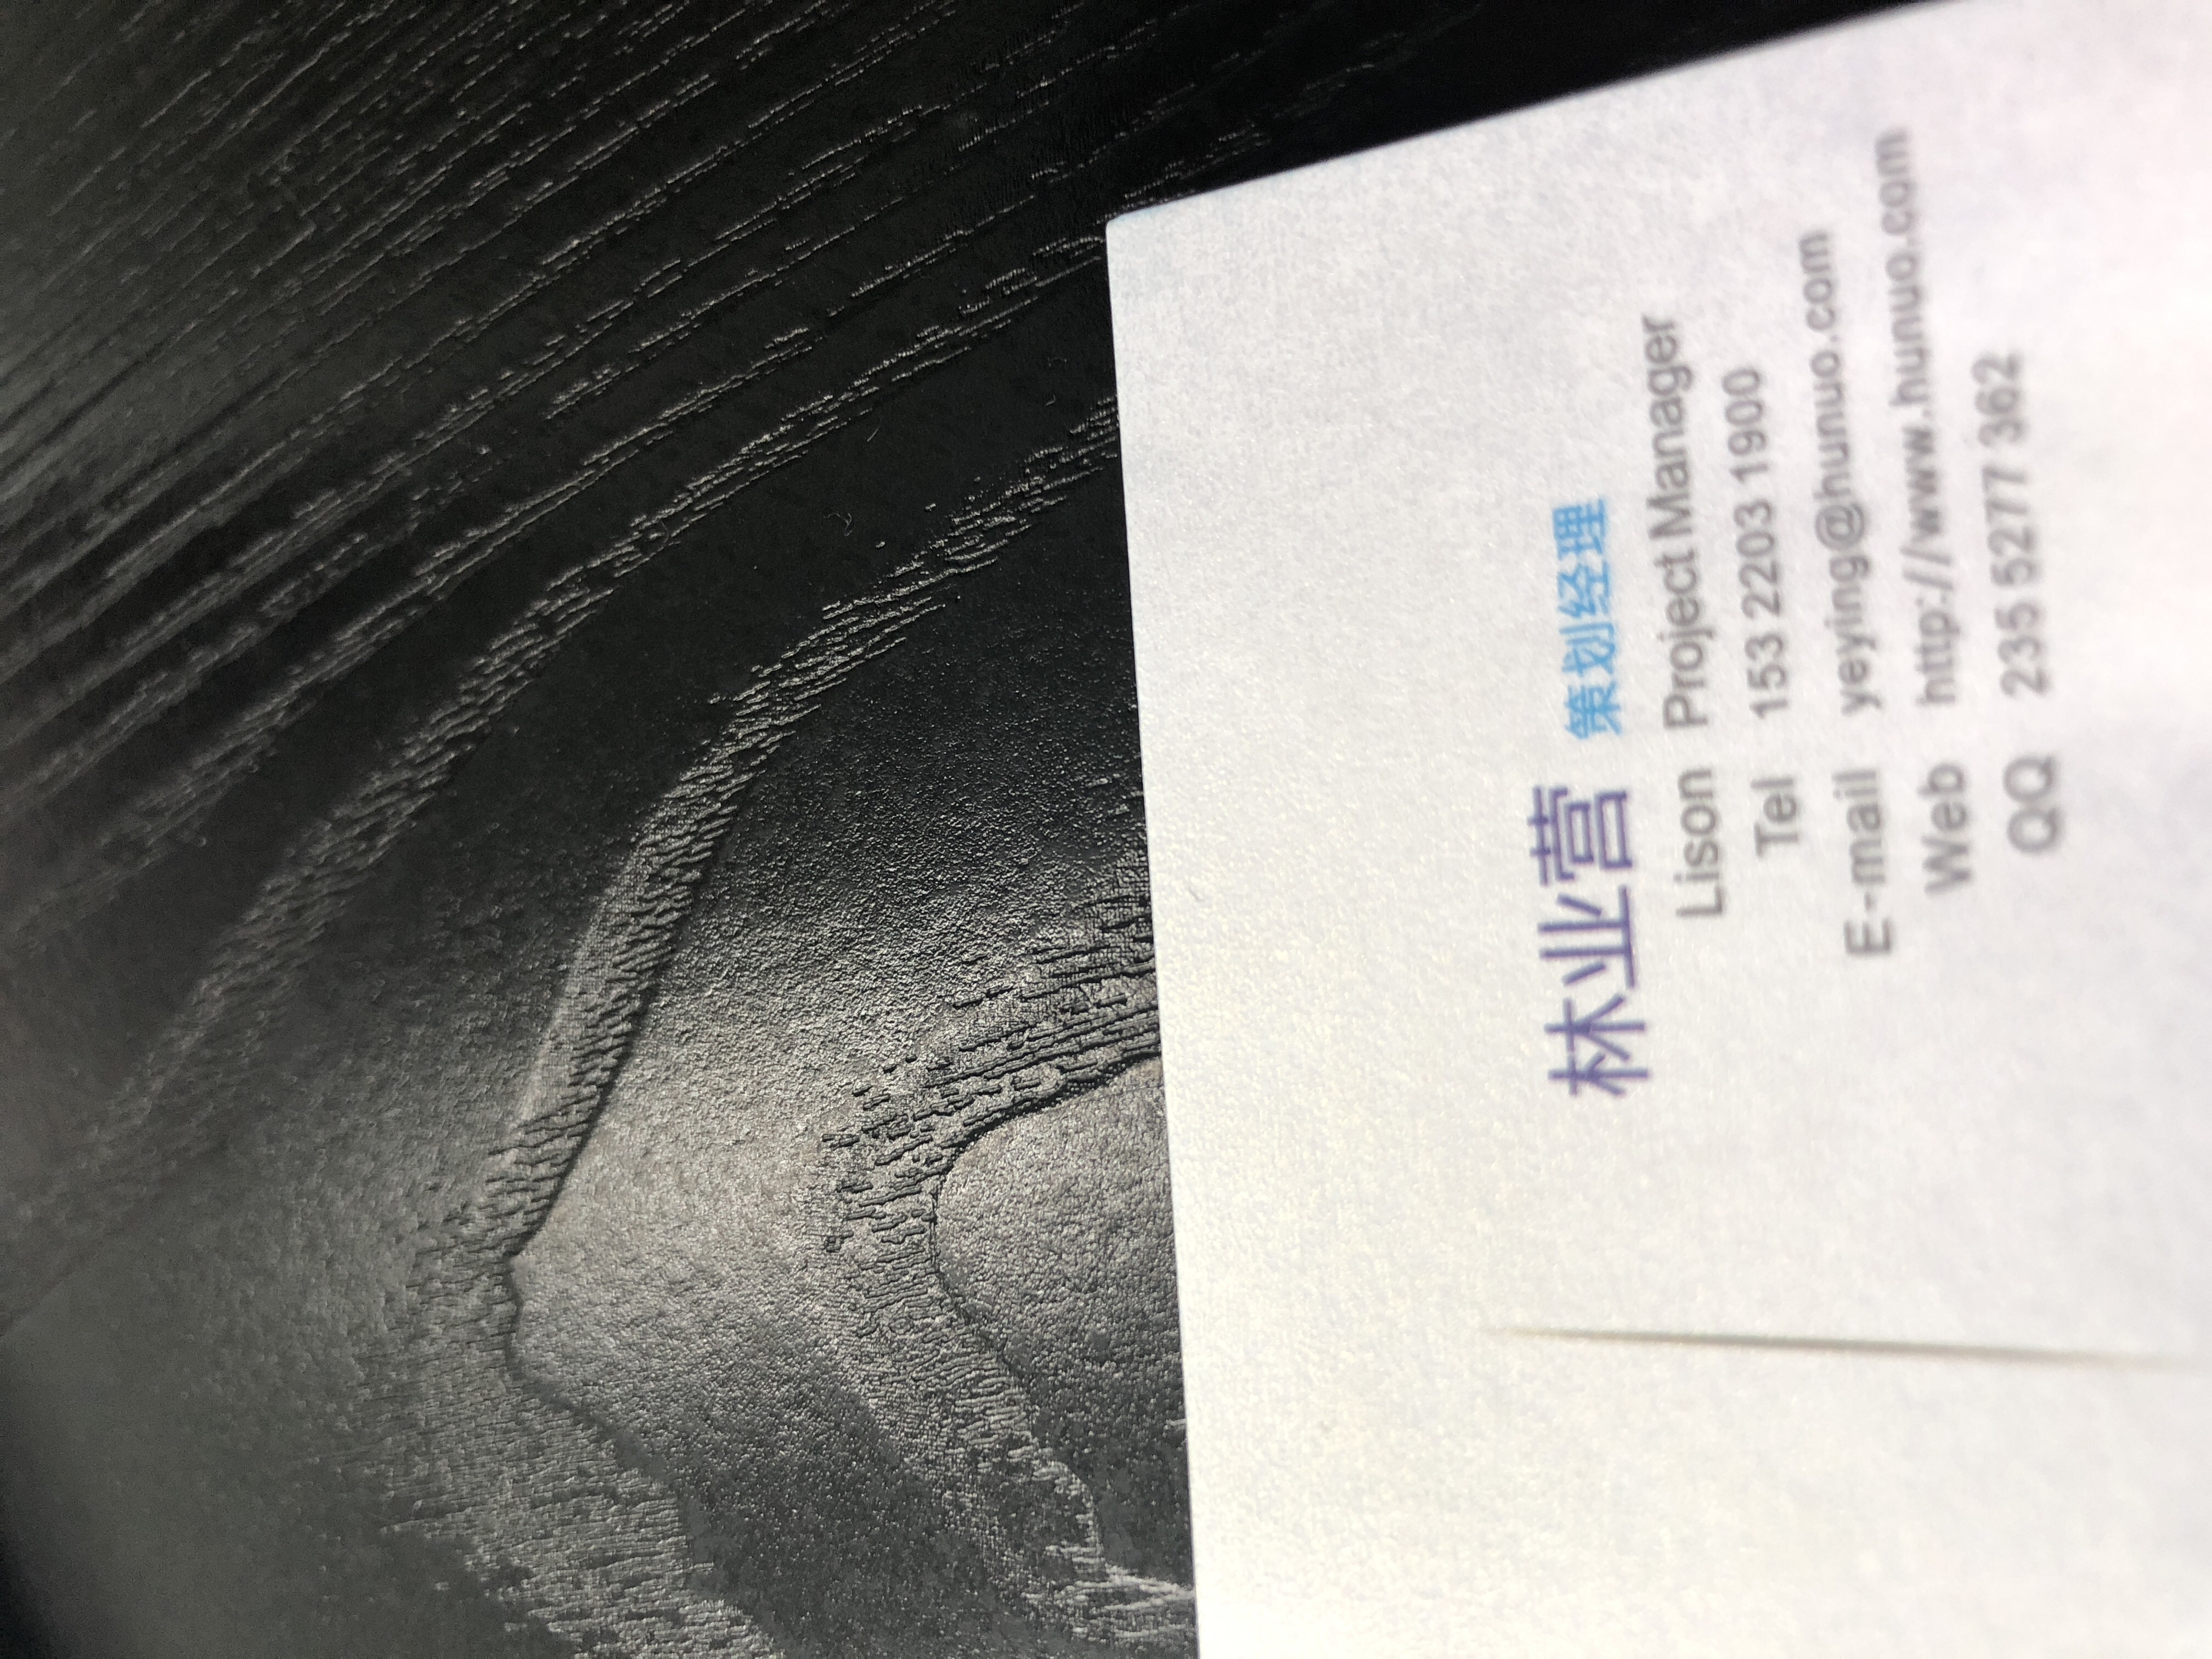 林业营 策划经理
Lison Project Manager
Tel 153 2203 1900
E-mail yeying@hunuo.com
Web http://www.hunuo.com
QQ 235 5277 362